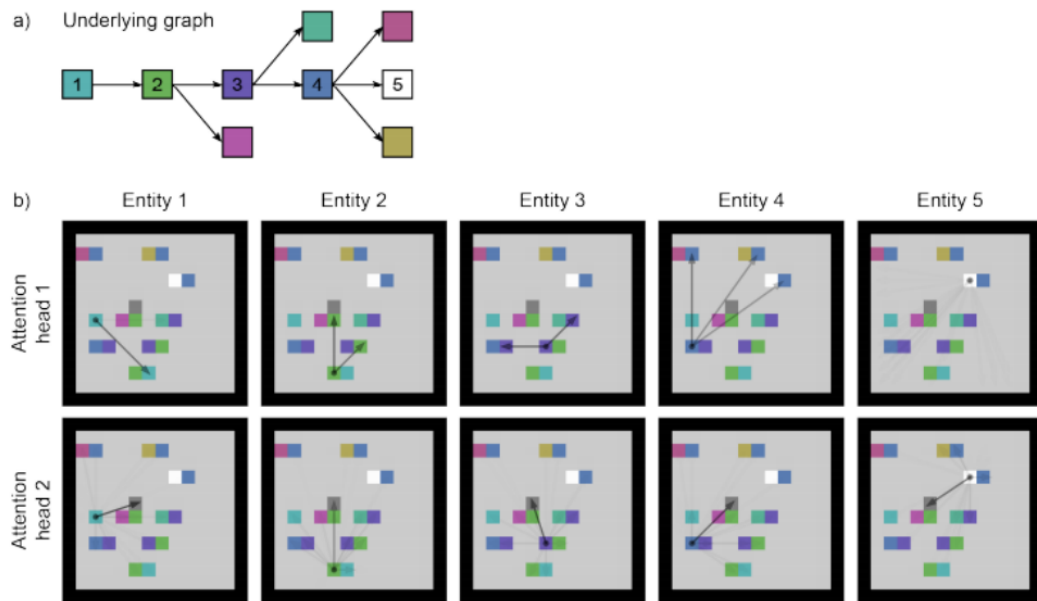 a) Underlying graph
1 2 3 4 5
b) Entity 1 Entity 2 Entity 3 Entity 4 Entity 5
Attention
head 1
Attention
head 2